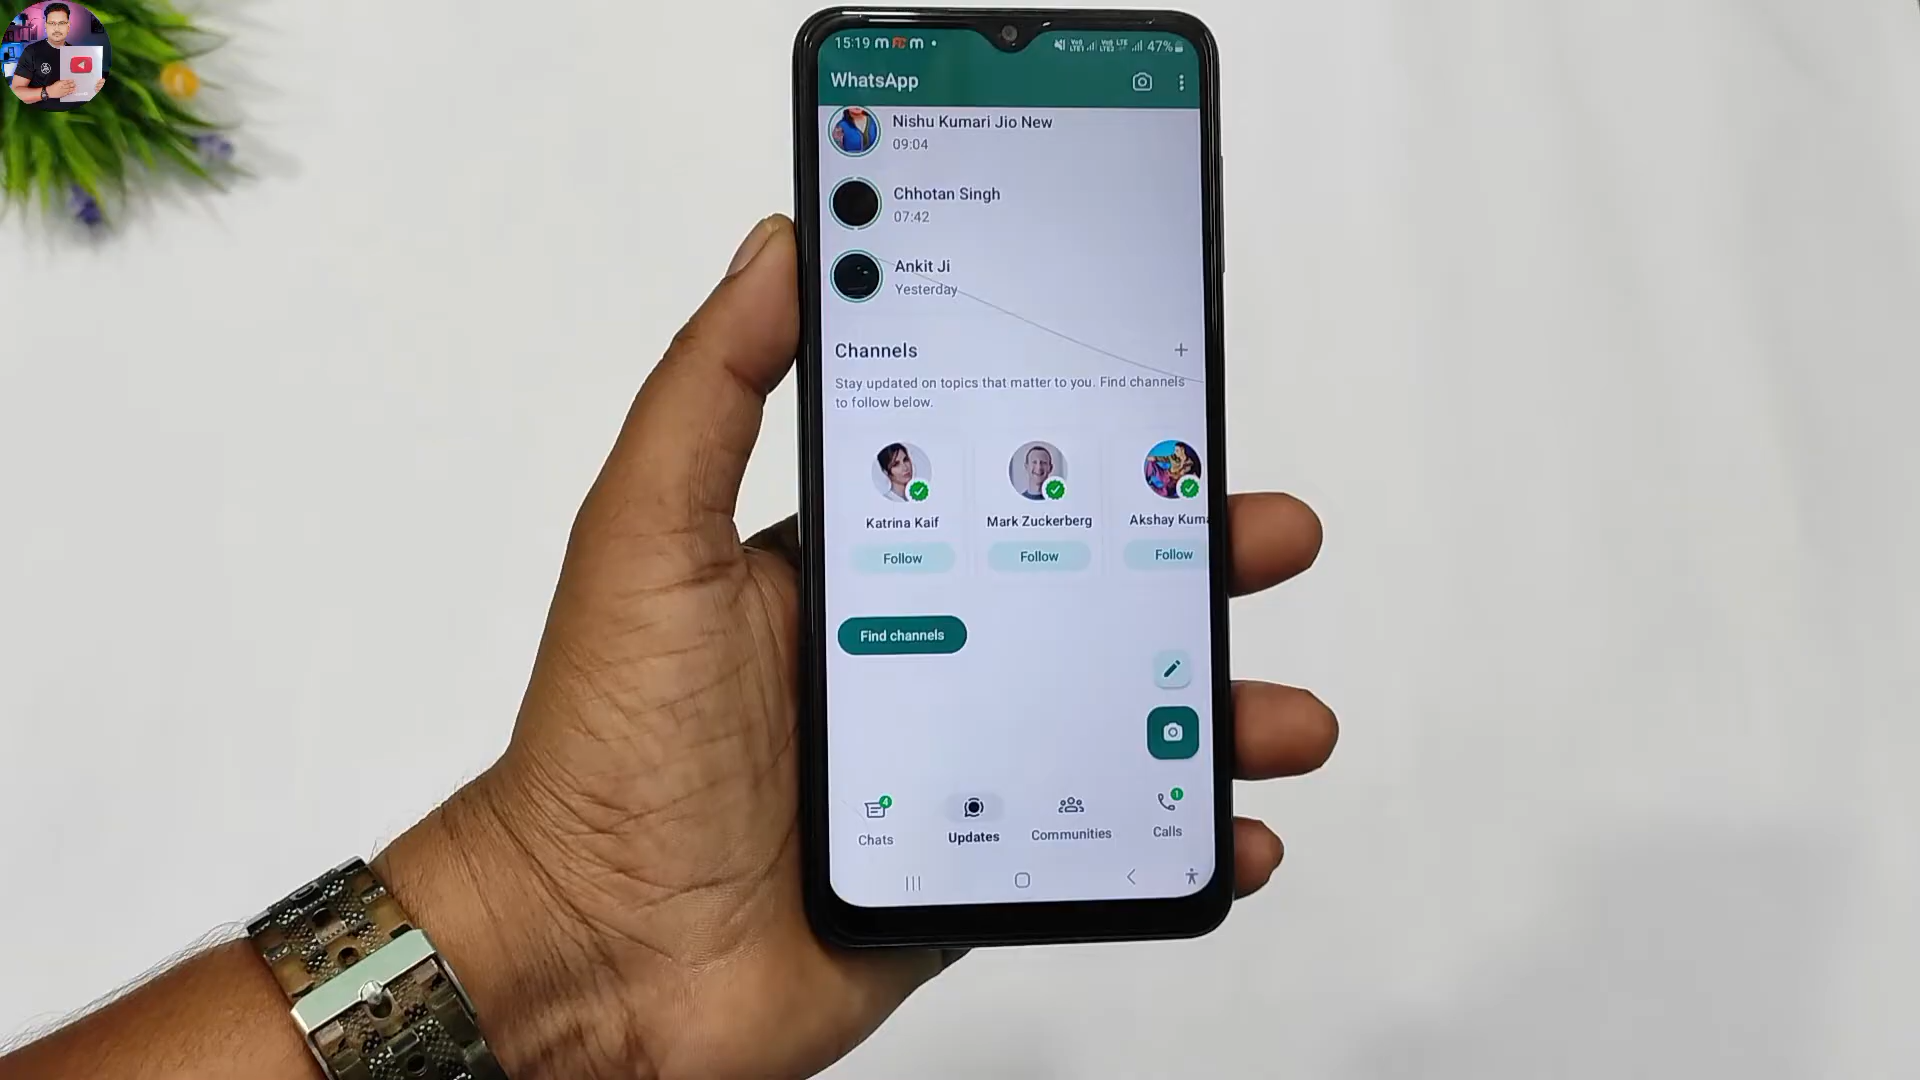 15:19
47%
WhatsApp
Nishu Kumari Jio New
09:04
Chhotan Singh
07:42
Ankit Ji
Yesterday
Channels
Stay updated on topics that matter to you. Find channels
to follow below.
Katrina Kaif
Mark Zuckerberg
Akshay Kuma
Follow
Follow
Follow
Find channels
4
1
Chats
Updates
Communities
Calls